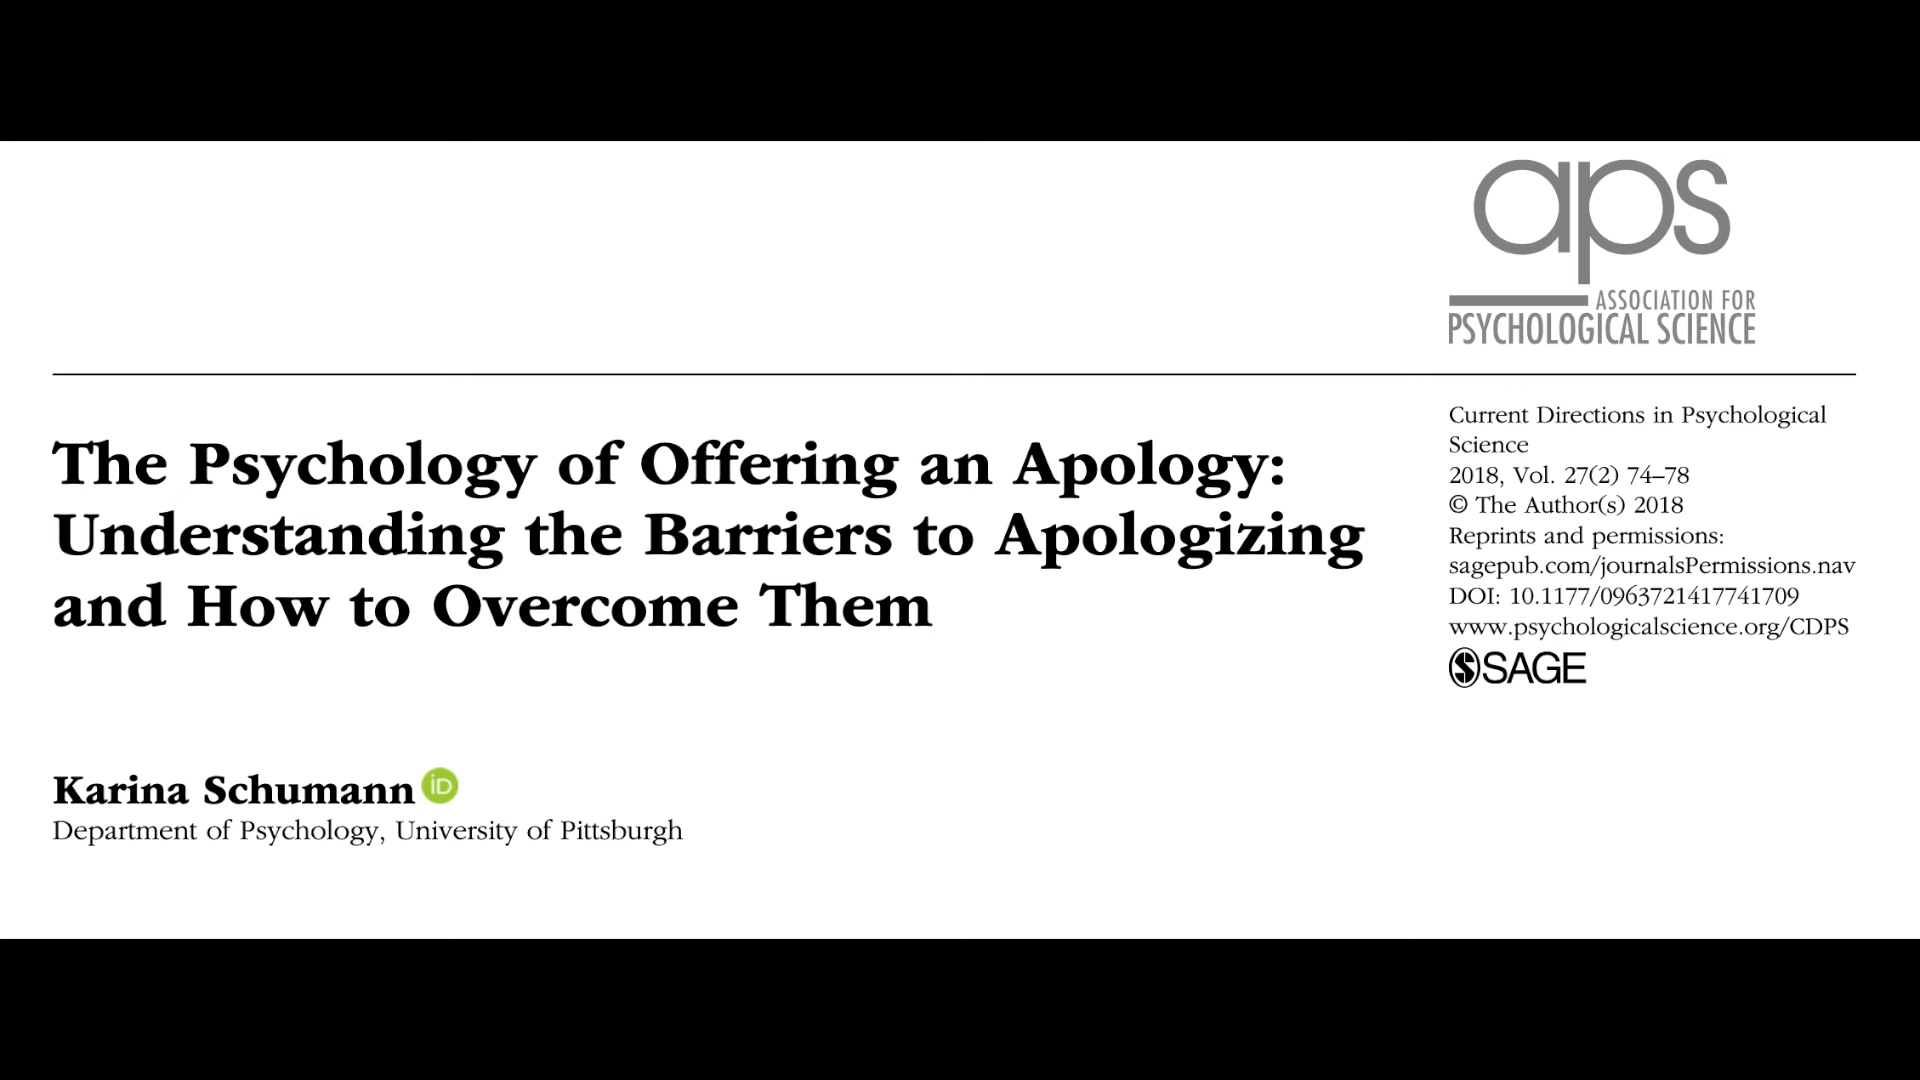 aps
ASSOCIATION FOR
PSYCHOLOGICAL SCIENCE
The Psychology of Offering an Apology:
Understanding the Barriers to Apologizing
and How to Overcome Them
Karina Schumann iD
Department of Psychology, University of Pittsburgh
Current Directions in Psychological
Science
2018, Vol. 27(2) 74–78
© The Author(s) 2018
Reprints and permissions:
sagepub.com/journalsPermissions.nav
DOI: 10.1177/0963721417741709
www.psychologicalscience.org/CDPS
SAGE